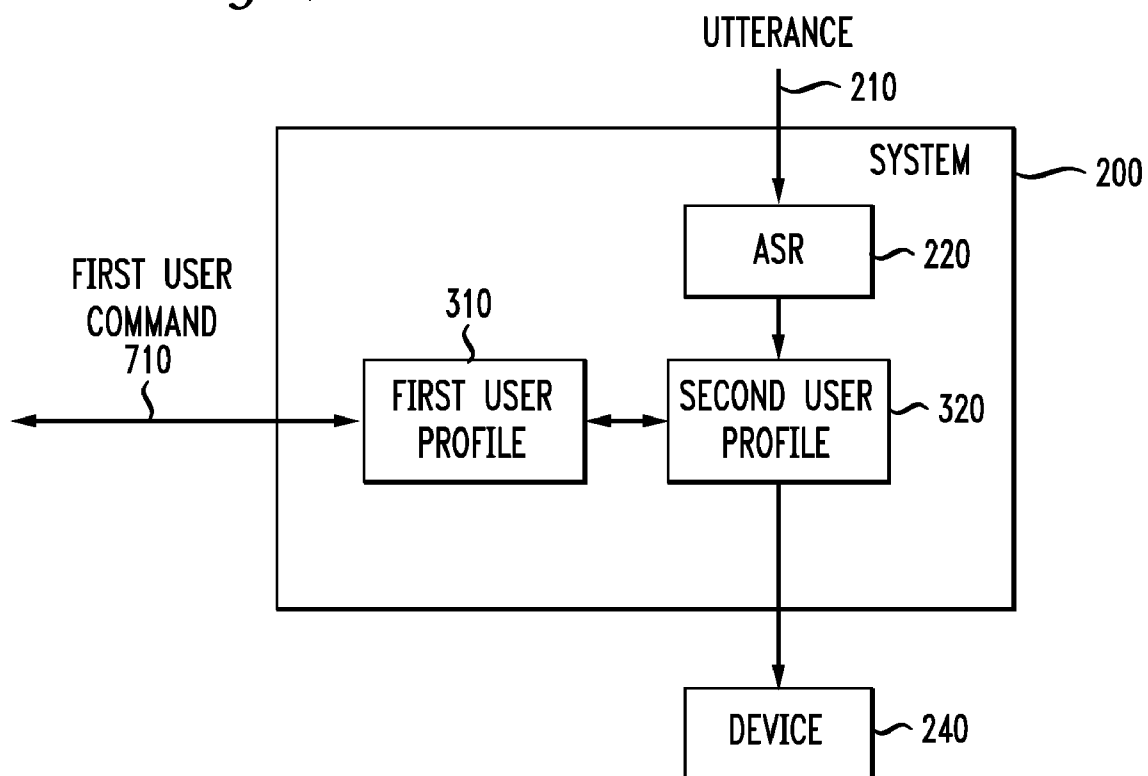 UTTERANCE
210
SYSTEM
200
ASR
220
FIRST USER
COMMAND
710
310
FIRST USER
PROFILE
SECOND USER
PROFILE
320
DEVICE
240